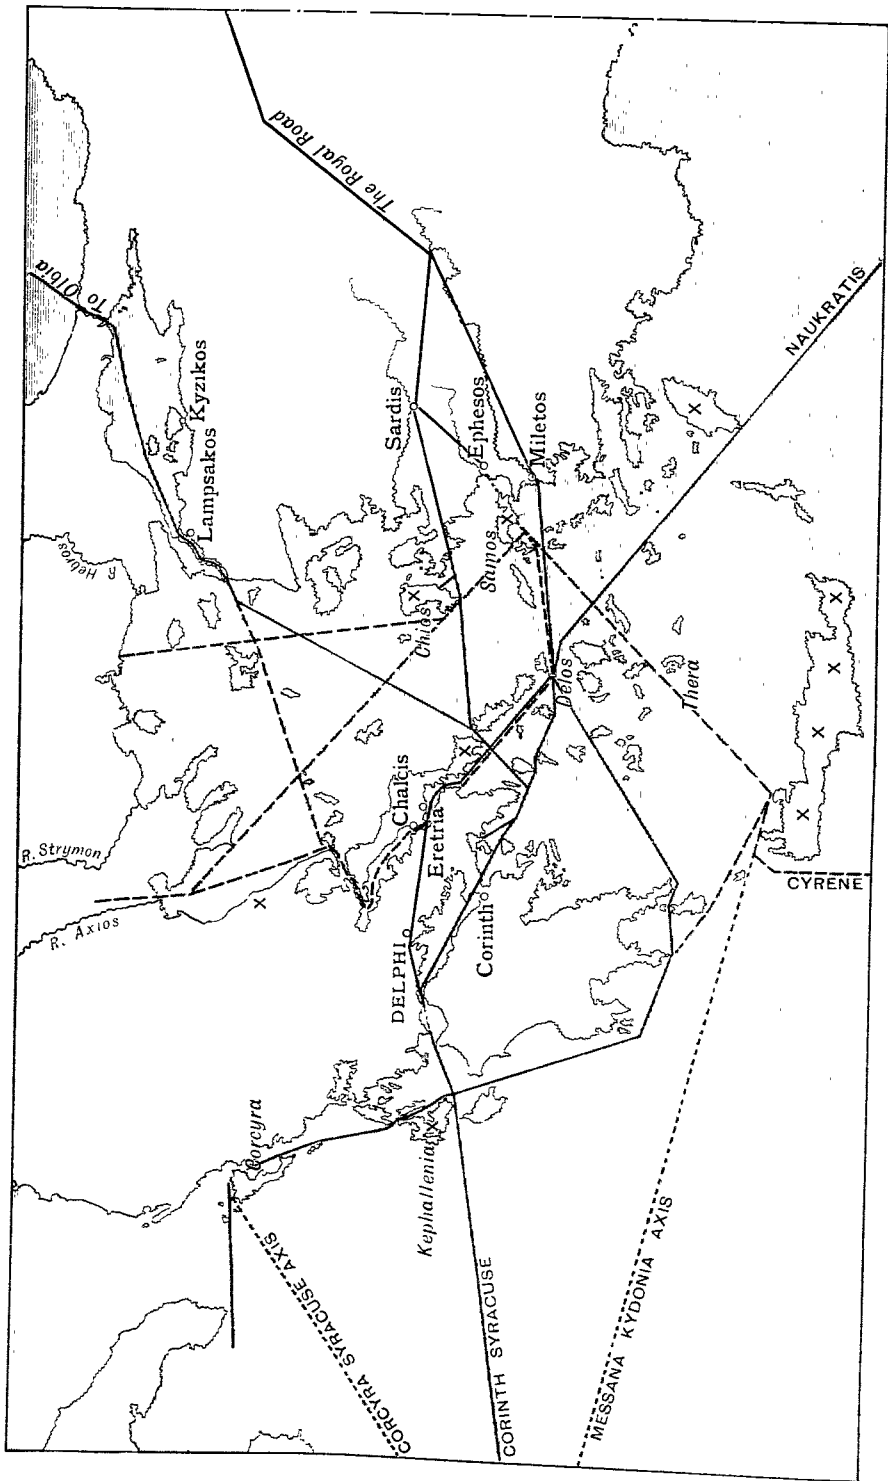 To Olbia
Kyzikos
Lampsakos
R. Hebros
The Royal Road
Sardis
Ephesos
Miletos
Samos
Chios
NAUKRATIS
Delos
Thera
R. Strymon
R. Axios
Chalcis
Eretria
Corinth
DELPHI
CYRENE
Corcyra
Kephallenia
CORCYRA SYRACUSE AXIS
CORINTH SYRACUSE
MESSANA KYDONIA AXIS
X
X
X
X
X
X
X
X
X
X